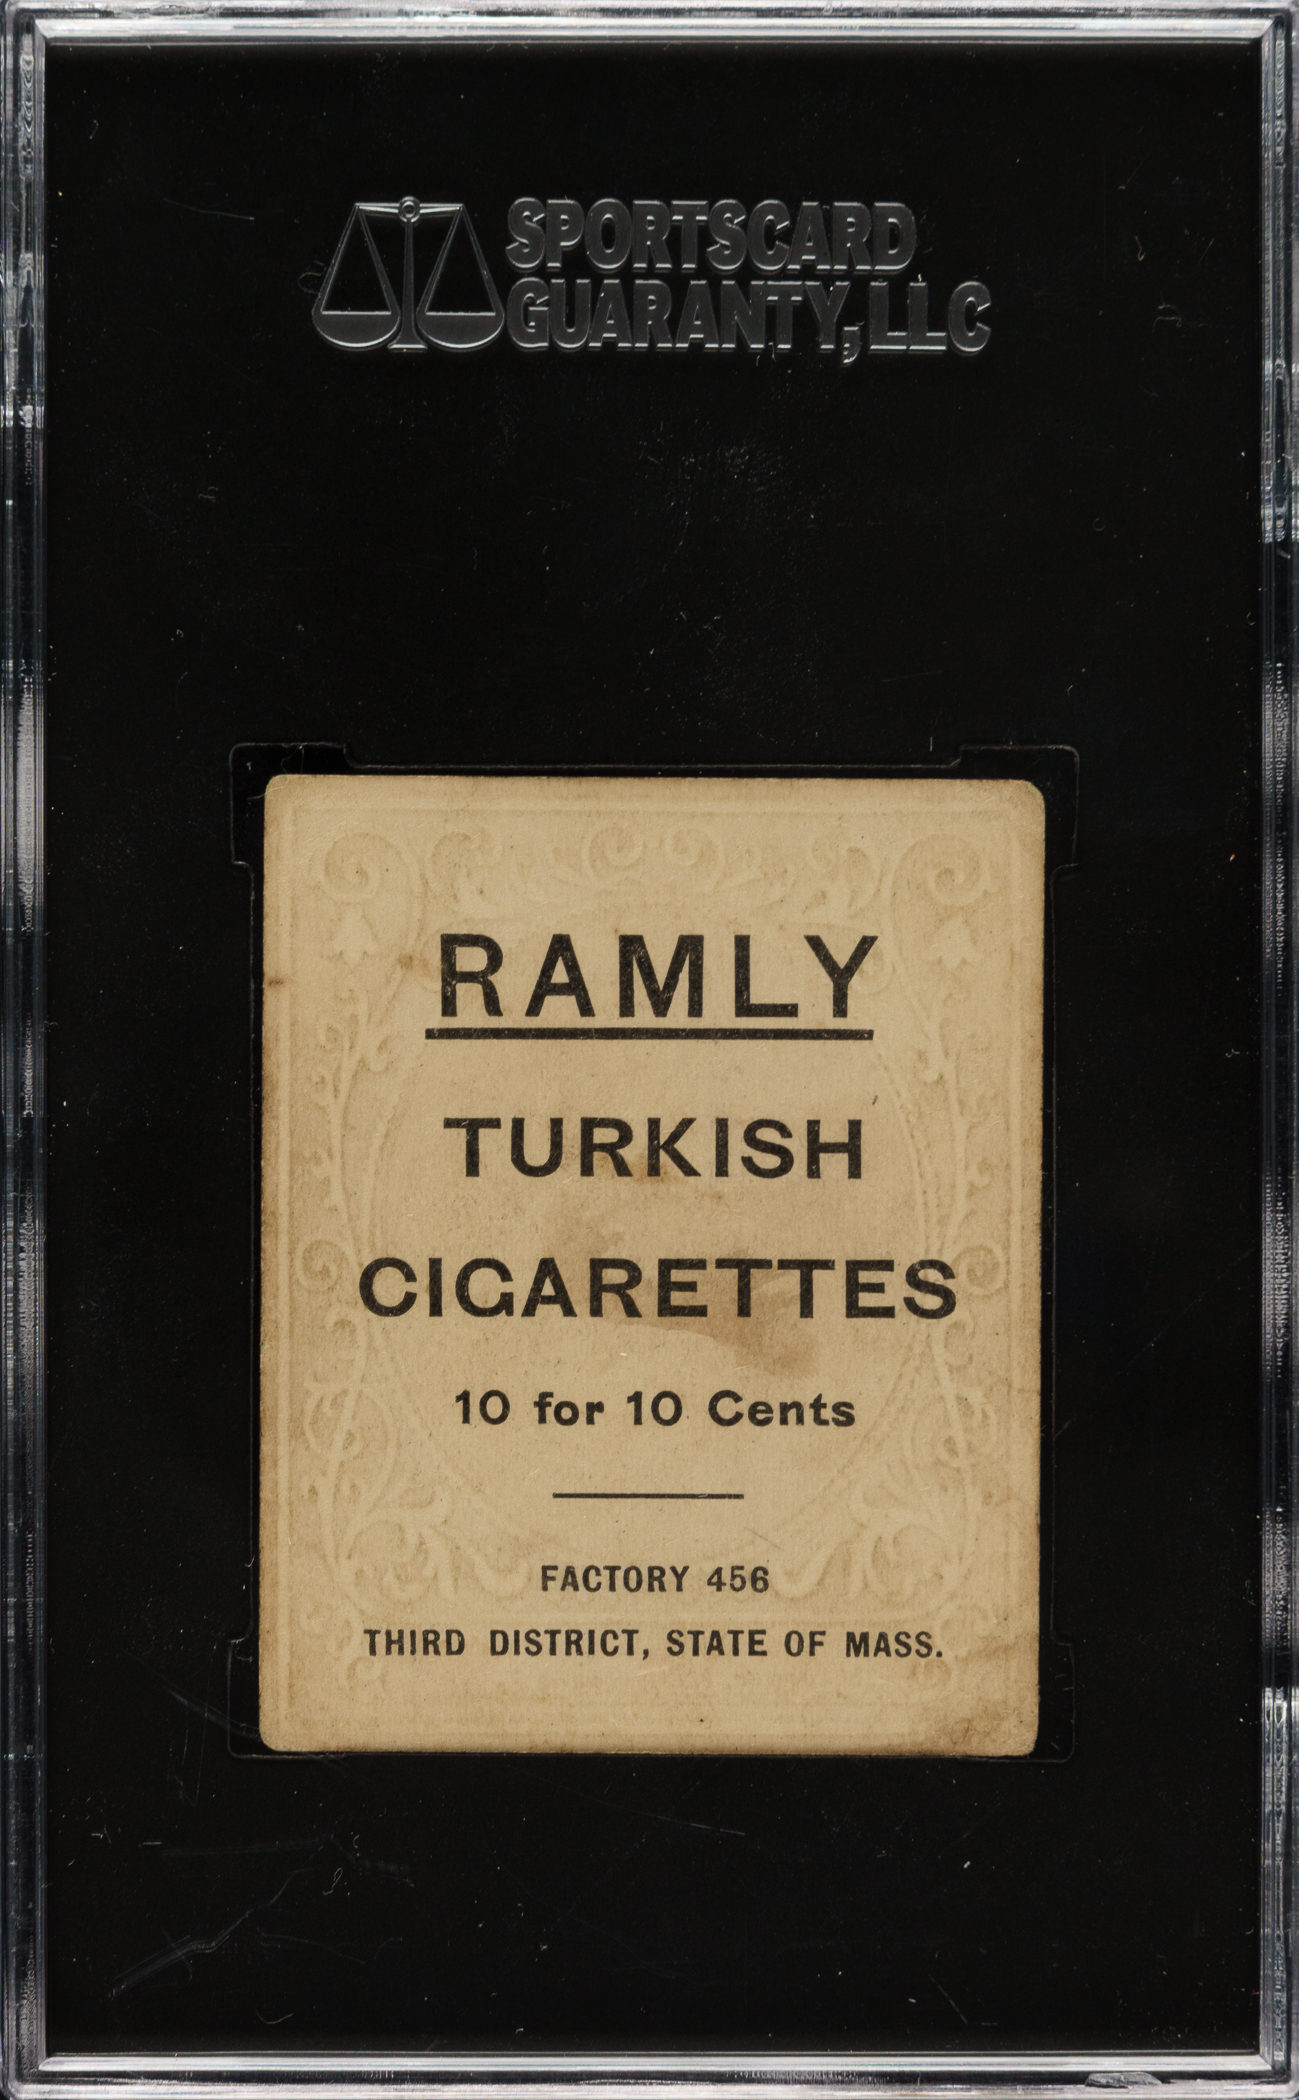 SPORTSCARD
GUARANTY, LLC
RAMLY
TURKISH
CIGARETTES
10 for 10 Cents
FACTORY 456
THIRD DISTRICT, STATE OF MASS.